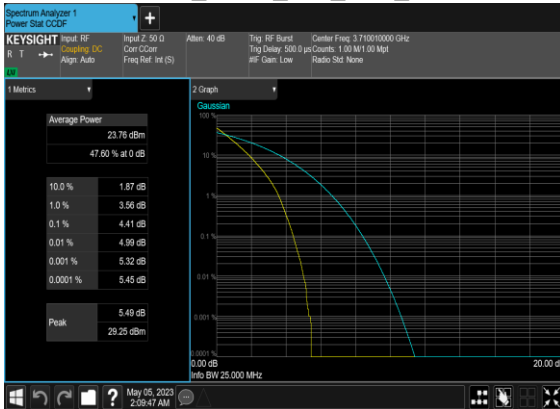 Spectrum Analyzer 1
Power Stat CCDF
+
KEYSIGHT
R T
LXI
Input: RF
Coupling: DC
Align: Auto
Input Z: 50 Ω
Corr CCorr
Freq Ref: Int (S)
Atten: 40 dB
Trig: RF Burst
Trig Delay: 500.0 µs
#IF Gain: Low
Center Freq: 3.710010000 GHz
Counts: 1.00 M/1.00 Mpt
Radio Std: None
1 Metrics
Average Power
23.76 dBm
47.60 % at 0 dB
10.0 % 1.87 dB
1.0 % 3.56 dB
0.1 % 4.41 dB
0.01 % 4.99 dB
0.001 % 5.32 dB
0.0001 % 5.45 dB
Peak
5.49 dB
29.25 dBm
2 Graph
Gaussian
100 %
10 %
1 %
0.1 %
0.01 %
0.001 %
0.0001 %
0.00 dB
20.00 d
Info BW 25.000 MHz
?
May 05, 2023
2:09:47 AM